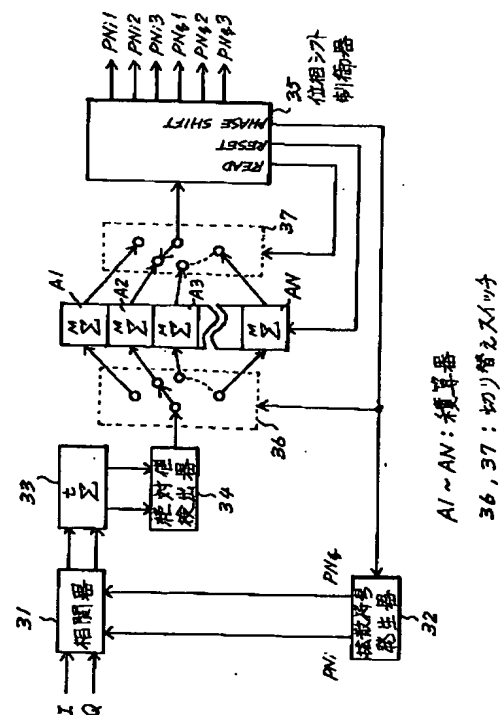 I
Q
31
相関器
33
t
Σ
絶対値
検出器
34
36
A1
M
Σ
A2
M
Σ
A3
M
Σ
AN
M
Σ
37
READ
RESET
PHASE SHIFT
35
位相シフト
制御器
PNi1
PNi2
PNi3
PNq1
PNq2
PNq3
PNi
PNq
拡散符号
発生器
32
A1~AN:積算器
36, 37:切り替えスイッチ